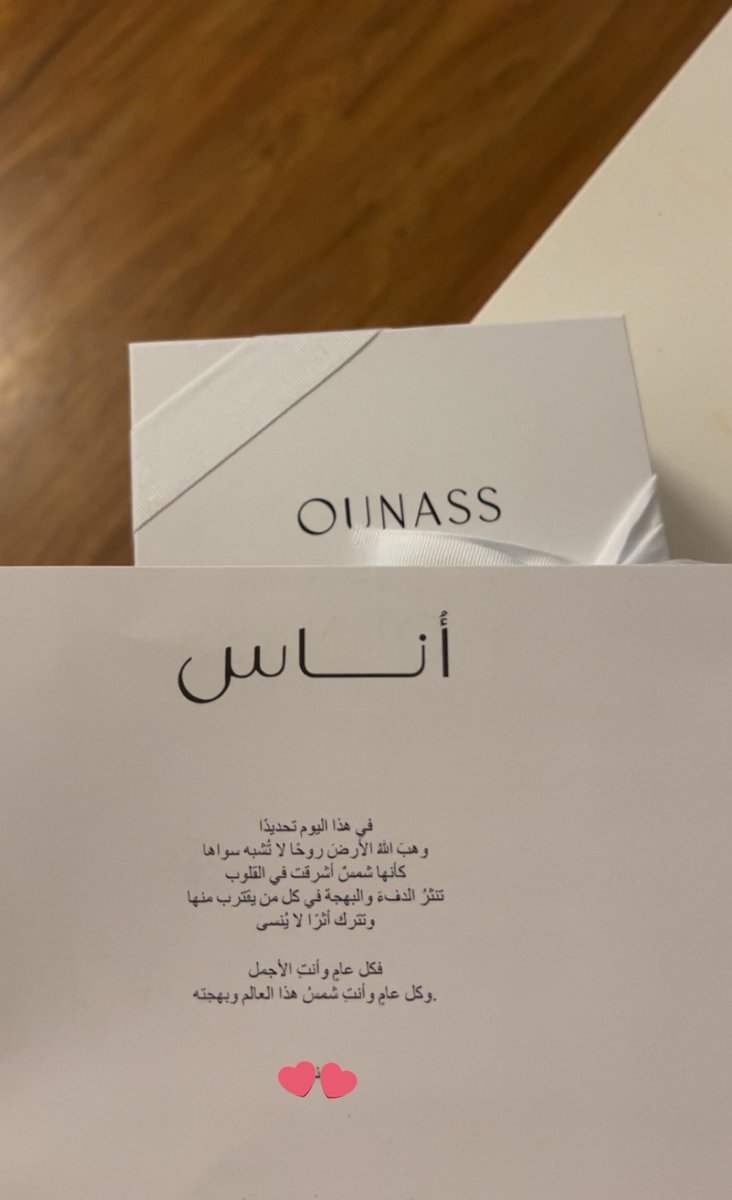 OUNASS
أناس
في هذا اليوم تحديدًا
وهبَ اللهُ الأرضَ روحًا لا تُشبه سواها
كأنها شمسٌ أشرقت في القلوب
تنثرُ الدفءَ والبهجة في كل من يقترب منها
وتترك أثرًا لا يُنسى
فكل عامٍ وأنتِ الأجمل
وكل عامٍ وأنتِ شمسُ هذا العالم وبهجته.